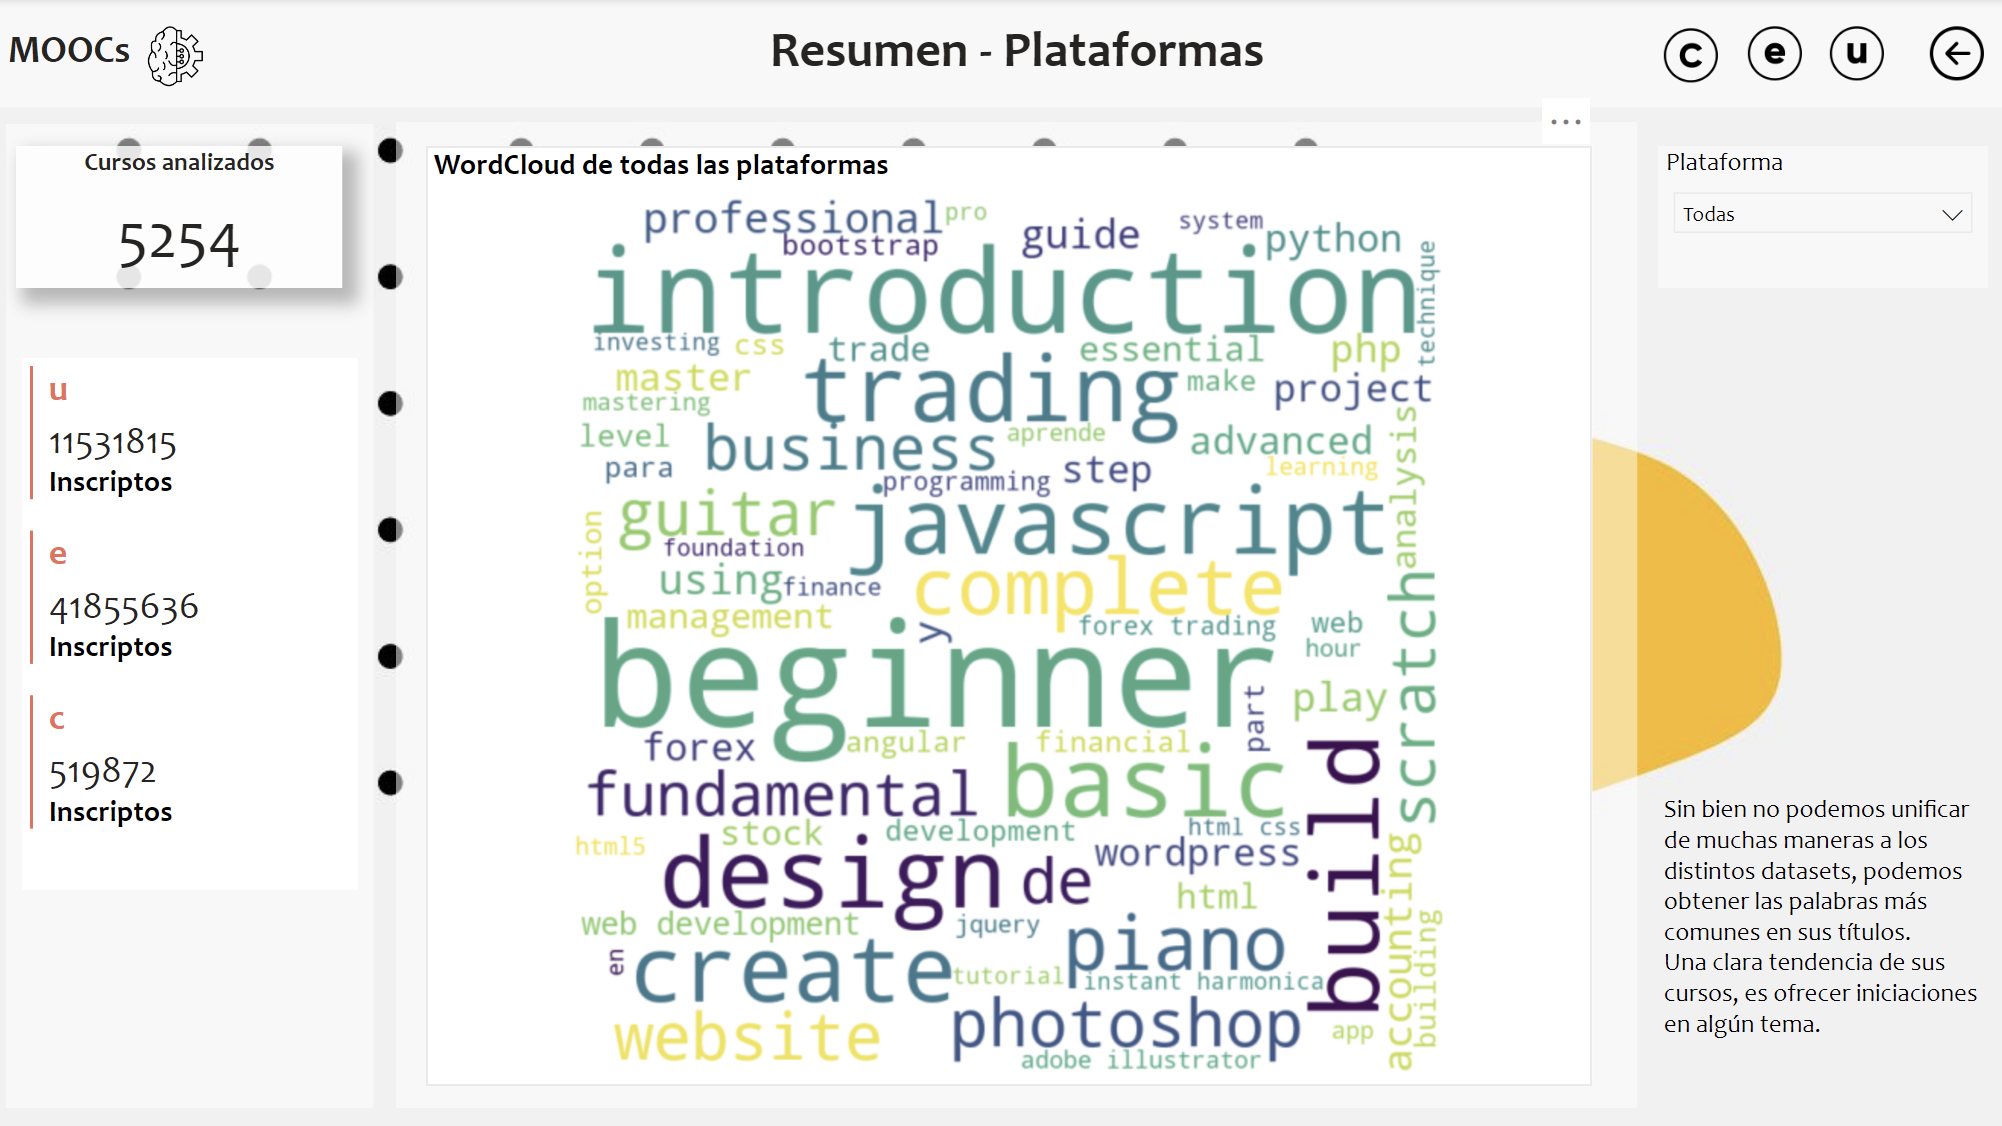 MOOCs
Resumen - Plataformas
c e u
...
Cursos analizados
5254
u
11531815
Inscriptos
e
41855636
Inscriptos
c
519872
Inscriptos
WordCloud de todas las plataformas
professional
pro
bootstrap
guide
system
python
introduction
technique
investing
css
trade
essential
php
master
trading
make
project
mastering
level
business
aprende
advanced
analysis
para
programming
step
learning
guitar
javascript
option
foundation
using
finance
complete
scratch
management
y
forex trading
web
hour
beginner
part
play
forex
angular
financial
build
fundamental
basic
html5
stock
development
html css
design
de
wordpress
accounting
html
building
web development
jquery
piano
en
create
tutorial
instant harmonica
website
photoshop
app
adobe illustrator
Plataforma
Todas
Sin bien no podemos unificar
de muchas maneras a los
distintos datasets, podemos
obtener las palabras más
comunes en sus títulos.
Una clara tendencia de sus
cursos, es ofrecer iniciaciones
en algún tema.